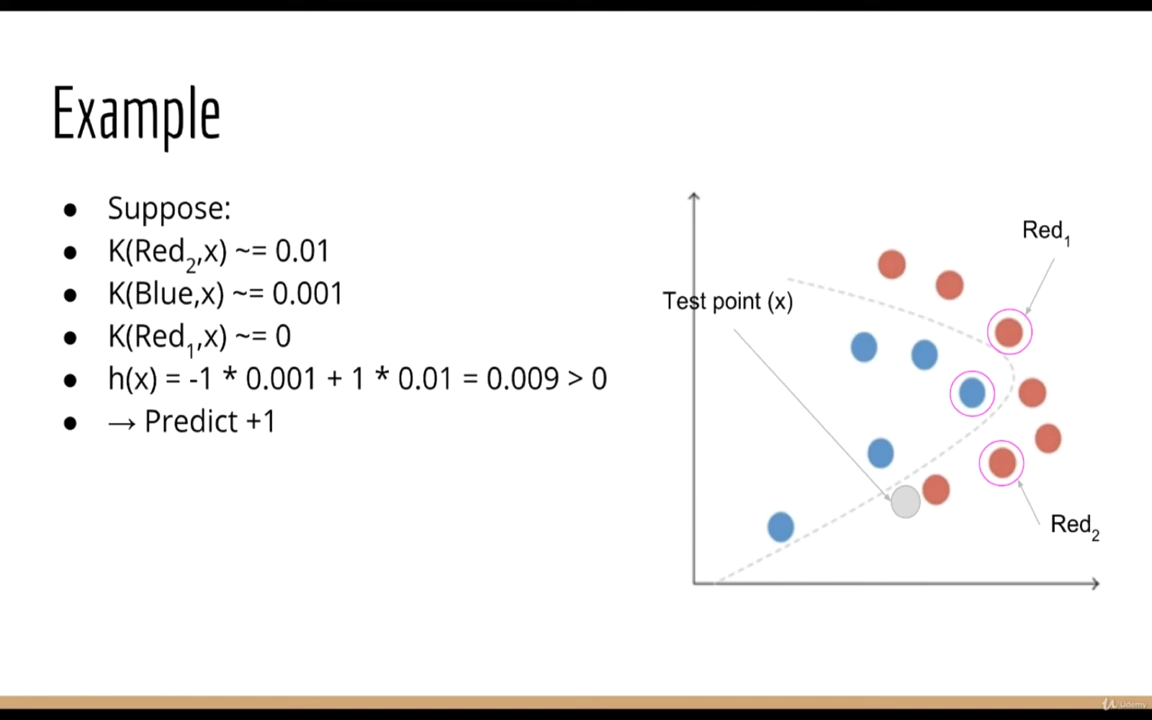 Example
● Suppose:
● K(Red₂,x) ~= 0.01
● K(Blue,x) ~= 0.001
● K(Red₁,x) ~= 0
● h(x) = -1 * 0.001 + 1 * 0.01 = 0.009 > 0
● → Predict +1
Red₁
Test point (x)
Red₂
Udemy